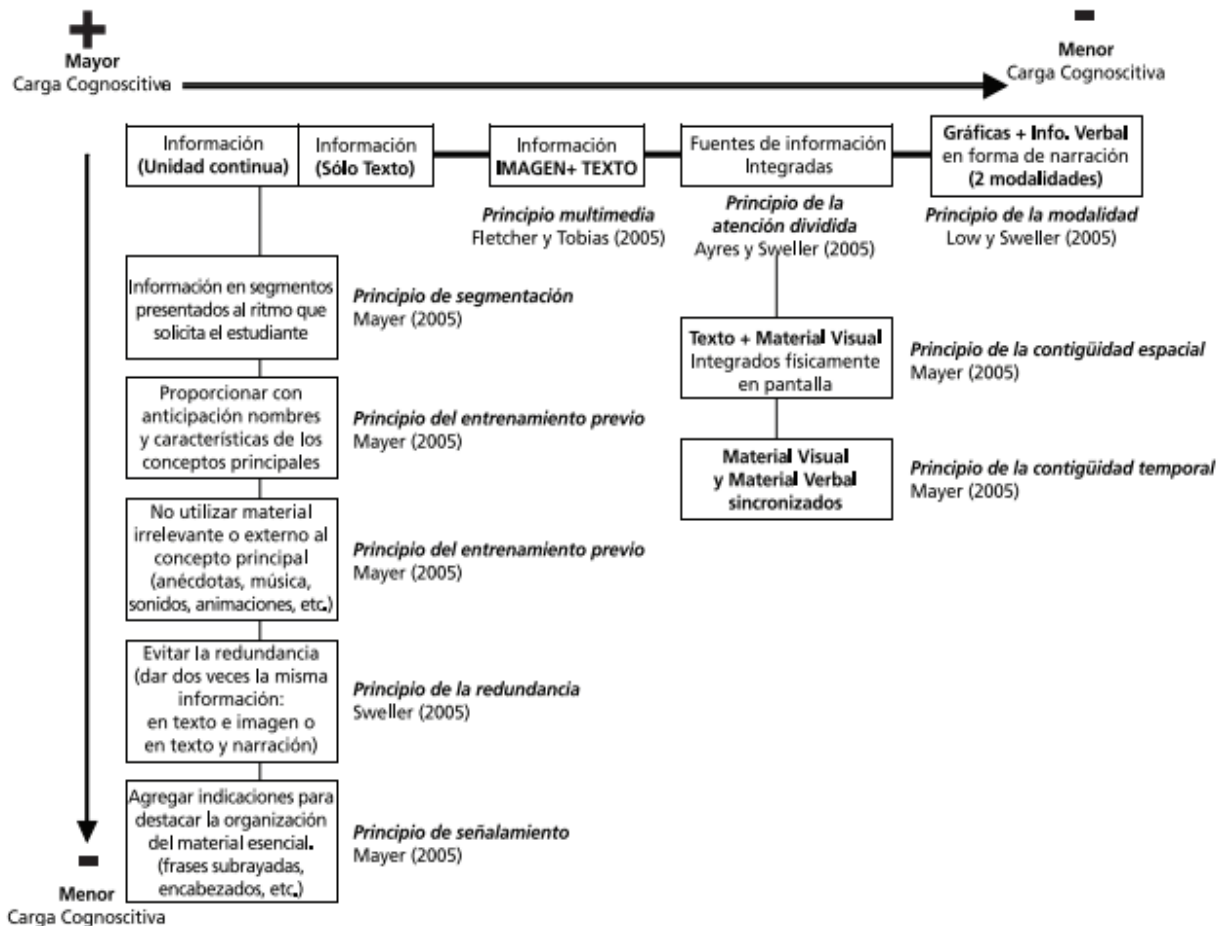 +
Mayor
Carga Cognoscitiva
-
Menor
Carga Cognoscitiva
Información
(Unidad continua)
Información
(Sólo Texto)
Información
IMAGEN+ TEXTO
Fuentes de información
Integradas
Gráficas + Info. Verbal
en forma de narración
(2 modalidades)
Principio multimedia
Fletcher y Tobias (2005)
Principio de la
atención dividida
Ayres y Sweller (2005)
Principio de la modalidad
Low y Sweller (2005)
Información en segmentos
presentados al ritmo que
solicita el estudiante
Principio de segmentación
Mayer (2005)
Texto + Material Visual
Integrados fisicamente
en pantalla
Principio de la contigüidad espacial
Mayer (2005)
Proporcionar con
anticipación nombres
y características de los
conceptos principales
Principio del entrenamiento previo
Mayer (2005)
Material Visual
y Material Verbal
sincronizados
Principio de la contigüidad temporal
Mayer (2005)
No utilizar material
irrelevante o externo al
concepto principal
(anécdotas, música,
sonidos, animaciones, etc.)
Principio del entrenamiento previo
Mayer (2005)
Evitar la redundancia
(dar dos veces la misma
información:
en texto e imagen o
en texto y narración)
Principio de la redundancia
Sweller (2005)
Agregar indicaciones para
destacar la organización
del material esencial.
(frases subrayadas,
encabezados, etc.)
Principio de señalamiento
Mayer (2005)
-
Menor
Carga Cognoscitiva